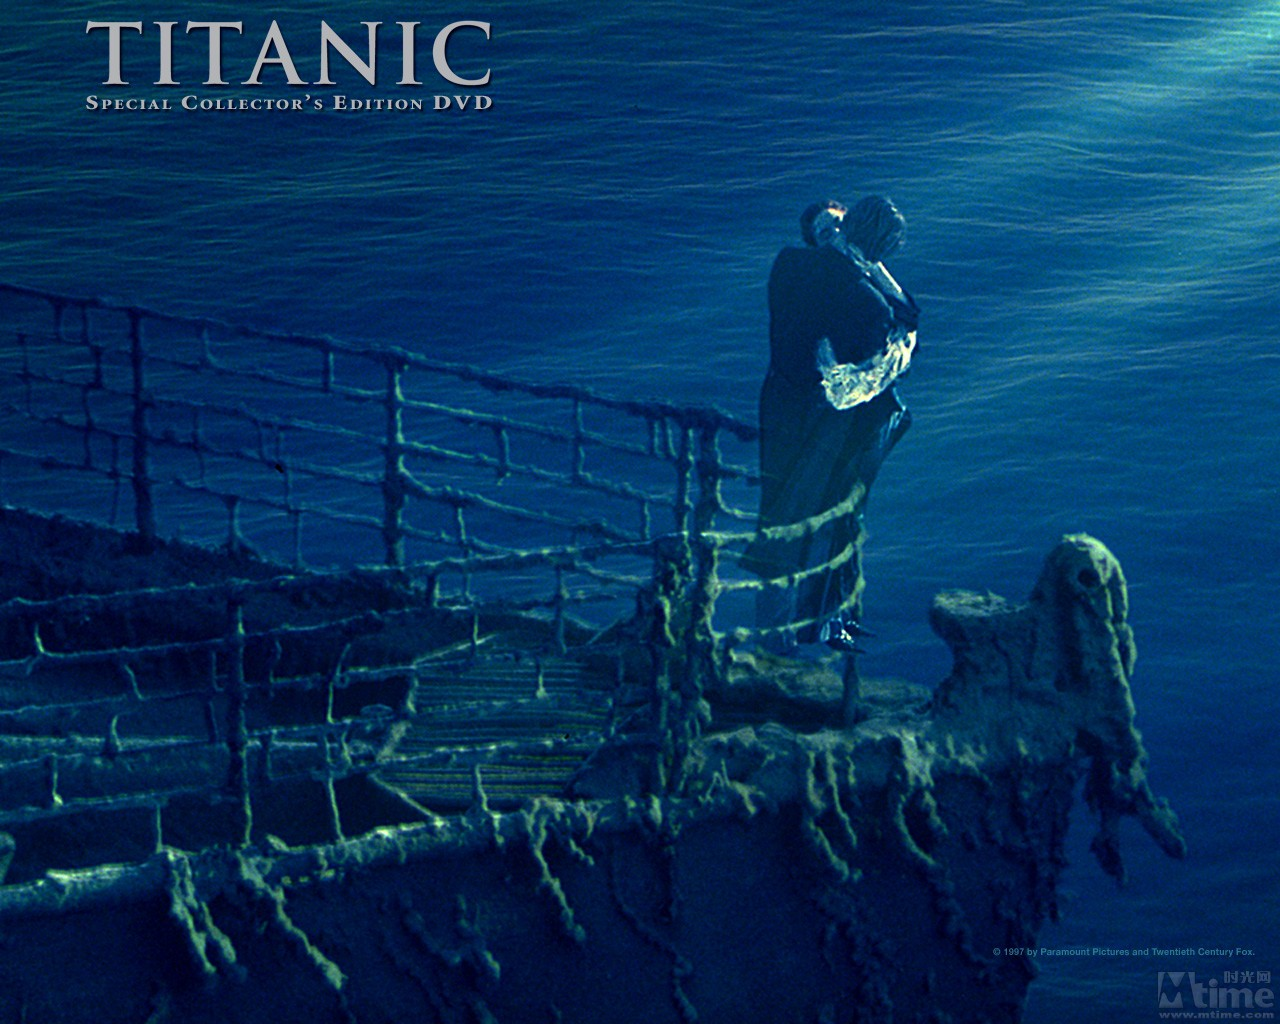 TITANIC
SPECIAL COLLECTOR'S EDITION DVD
© 1997 by Paramount Pictures and Twentieth Century Fox.
时光网
Mtime
www.mtime.com